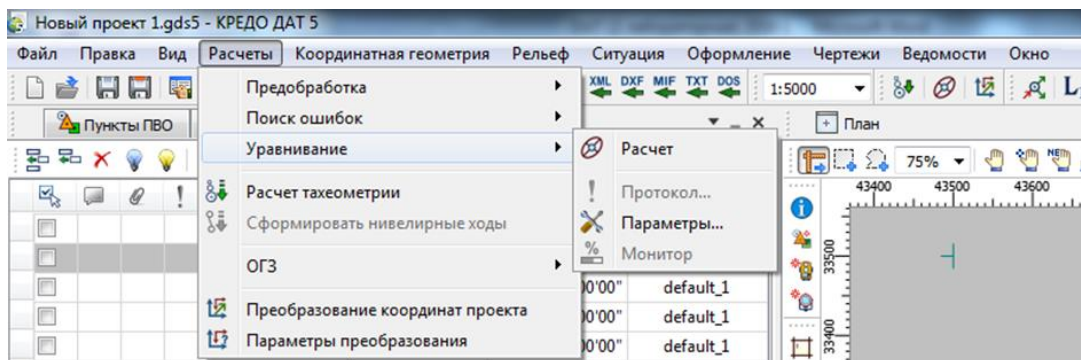 Новый проект 1.gds5 - КРЕДО ДАТ 5
Файл Правка Вид Расчеты Координатная геометрия Рельеф Ситуация Оформление Чертежи Ведомости Окно
Предобработка
XML DXF MIF TXT DOS
1:5000
Пункты ПВО
Поиск ошибок
План
Уравнивание
Расчет
75%
NEW
43400 43500 43600
Расчет тахеометрии
Протокол...
Сформировать нивелирные ходы
Параметры...
Монитор
33500
ОГЗ
00'00" default_1
Преобразование координат проекта
00'00" default_1
33400
Параметры преобразования
00'00" default_1